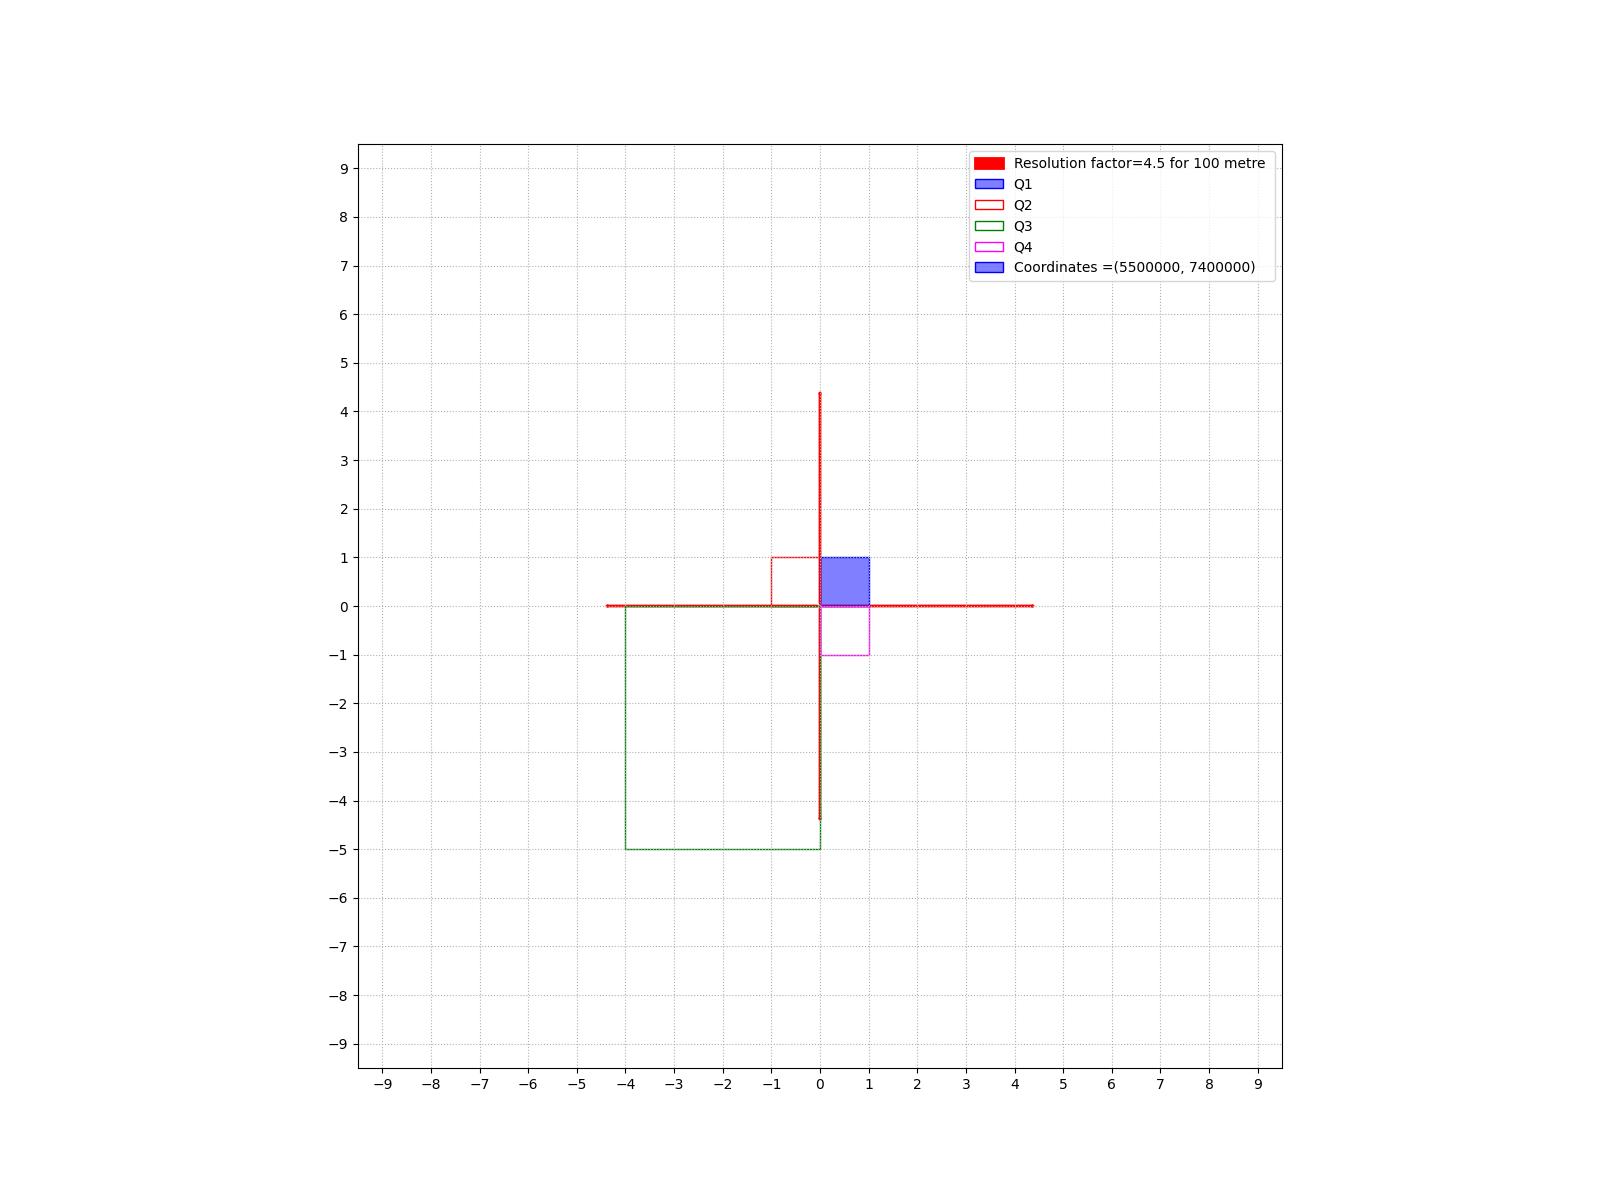 Resolution factor=4.5 for 100 metre
Q1
Q2
Q3
Q4
Coordinates =(5500000, 7400000)
9
8
7
6
5
4
3
2
1
0
−1
−2
−3
−4
−5
−6
−7
−8
−9
−9 −8 −7 −6 −5 −4 −3 −2 −1 0 1 2 3 4 5 6 7 8 9